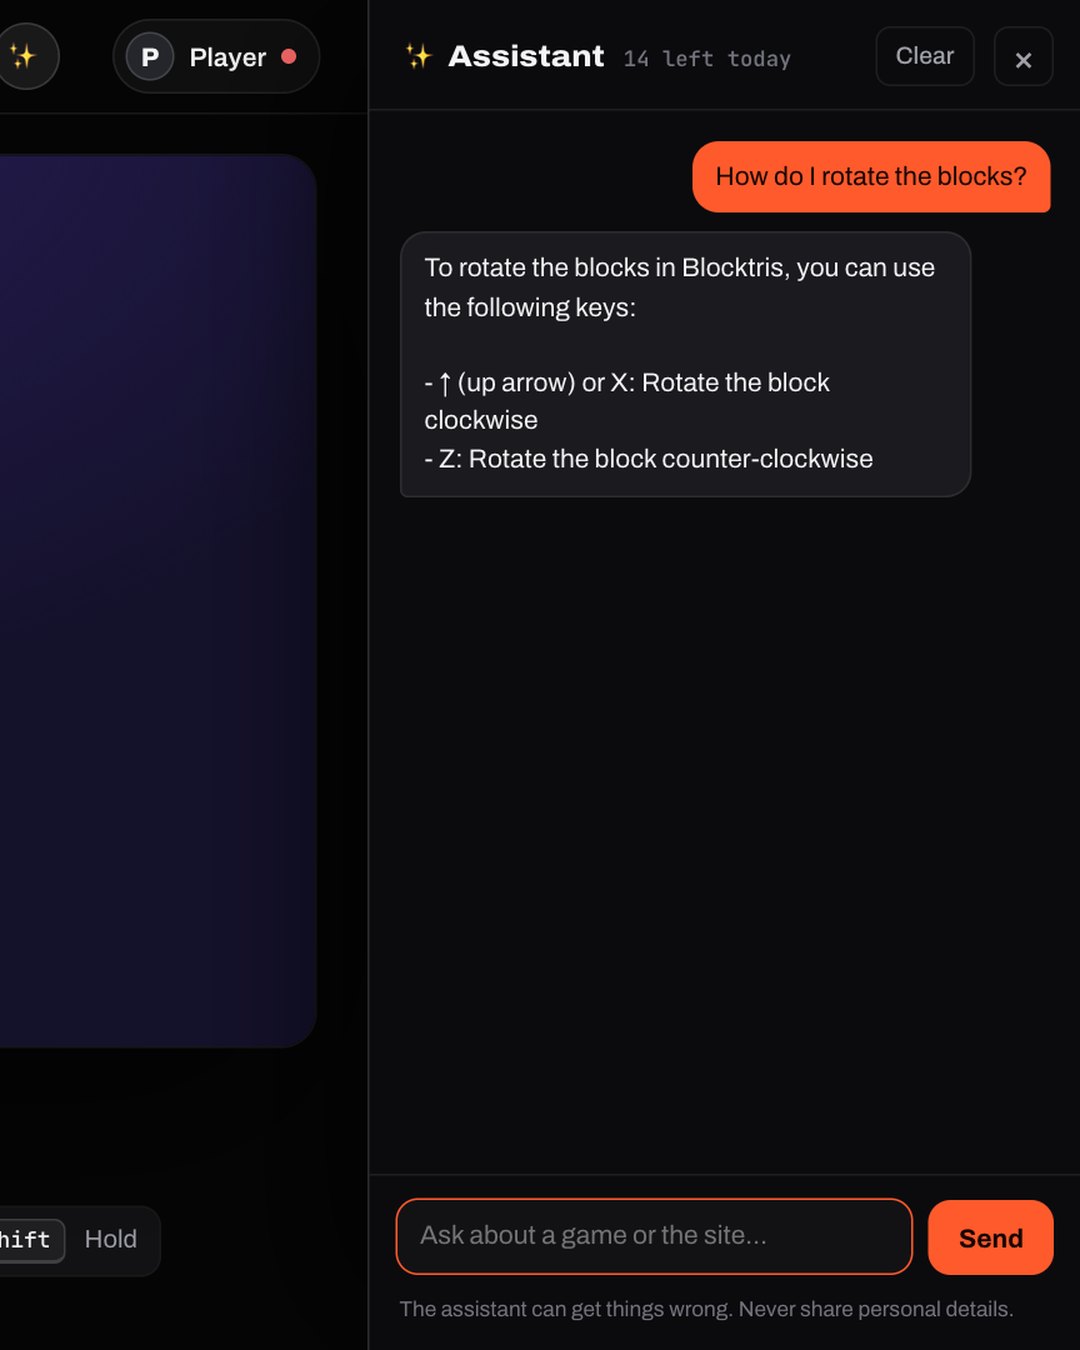 P Player
✨ Assistant 14 left today Clear ×
How do I rotate the blocks?
To rotate the blocks in Blocktris, you can use
the following keys:
- ↑ (up arrow) or X: Rotate the block
clockwise
- Z: Rotate the block counter-clockwise
hift Hold
Ask about a game or the site...
Send
The assistant can get things wrong. Never share personal details.